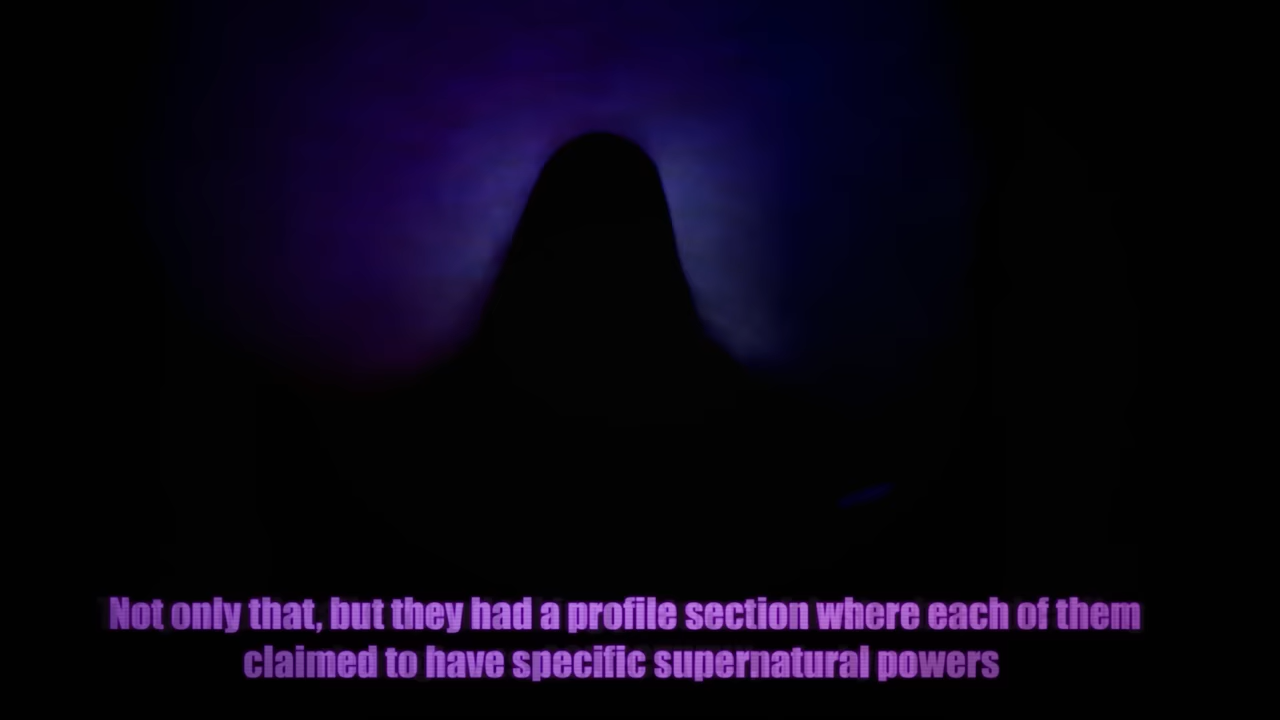 Not only that, but they had a profile section where each of them
claimed to have specific supernatural powers